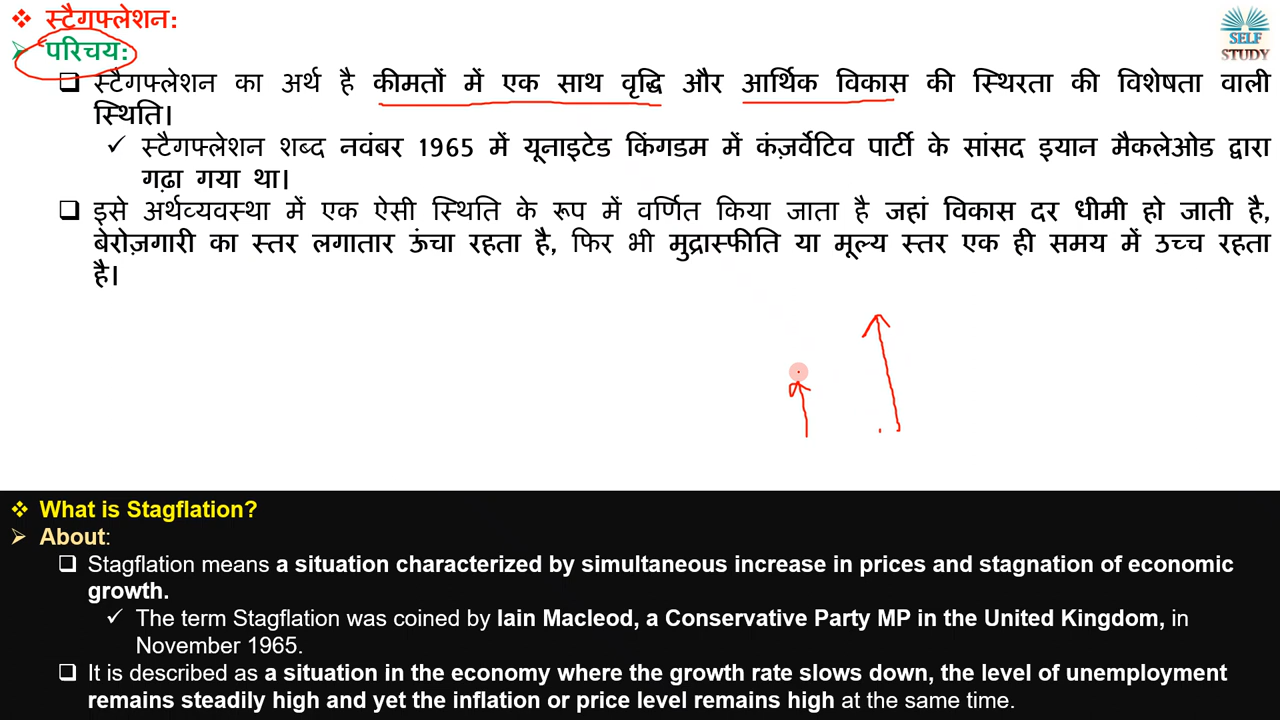 ❖ स्टैगफ्लेशन:
SELF
STUDY
➢ परिचय:
❑ स्टैगफ्लेशन का अर्थ है कीमतों में एक साथ वृद्धि और आर्थिक विकास की स्थिरता की विशेषता वाली
स्थिति।
✓ स्टैगफ्लेशन शब्द नवंबर 1965 में यूनाइटेड किंगडम में कंज़र्वेटिव पार्टी के सांसद इयान मैकलेओड द्वारा
गढ़ा गया था।
❑ इसे अर्थव्यवस्था में एक ऐसी स्थिति के रूप में वर्णित किया जाता है जहां विकास दर धीमी हो जाती है,
बेरोज़गारी का स्तर लगातार ऊंचा रहता है, फिर भी मुद्रास्फीति या मूल्य स्तर एक ही समय में उच्च रहता
है।
❖ What is Stagflation?
➢ About:
❑ Stagflation means a situation characterized by simultaneous increase in prices and stagnation of economic
growth.
✓ The term Stagflation was coined by Iain Macleod, a Conservative Party MP in the United Kingdom, in
November 1965.
❑ It is described as a situation in the economy where the growth rate slows down, the level of unemployment
remains steadily high and yet the inflation or price level remains high at the same time.